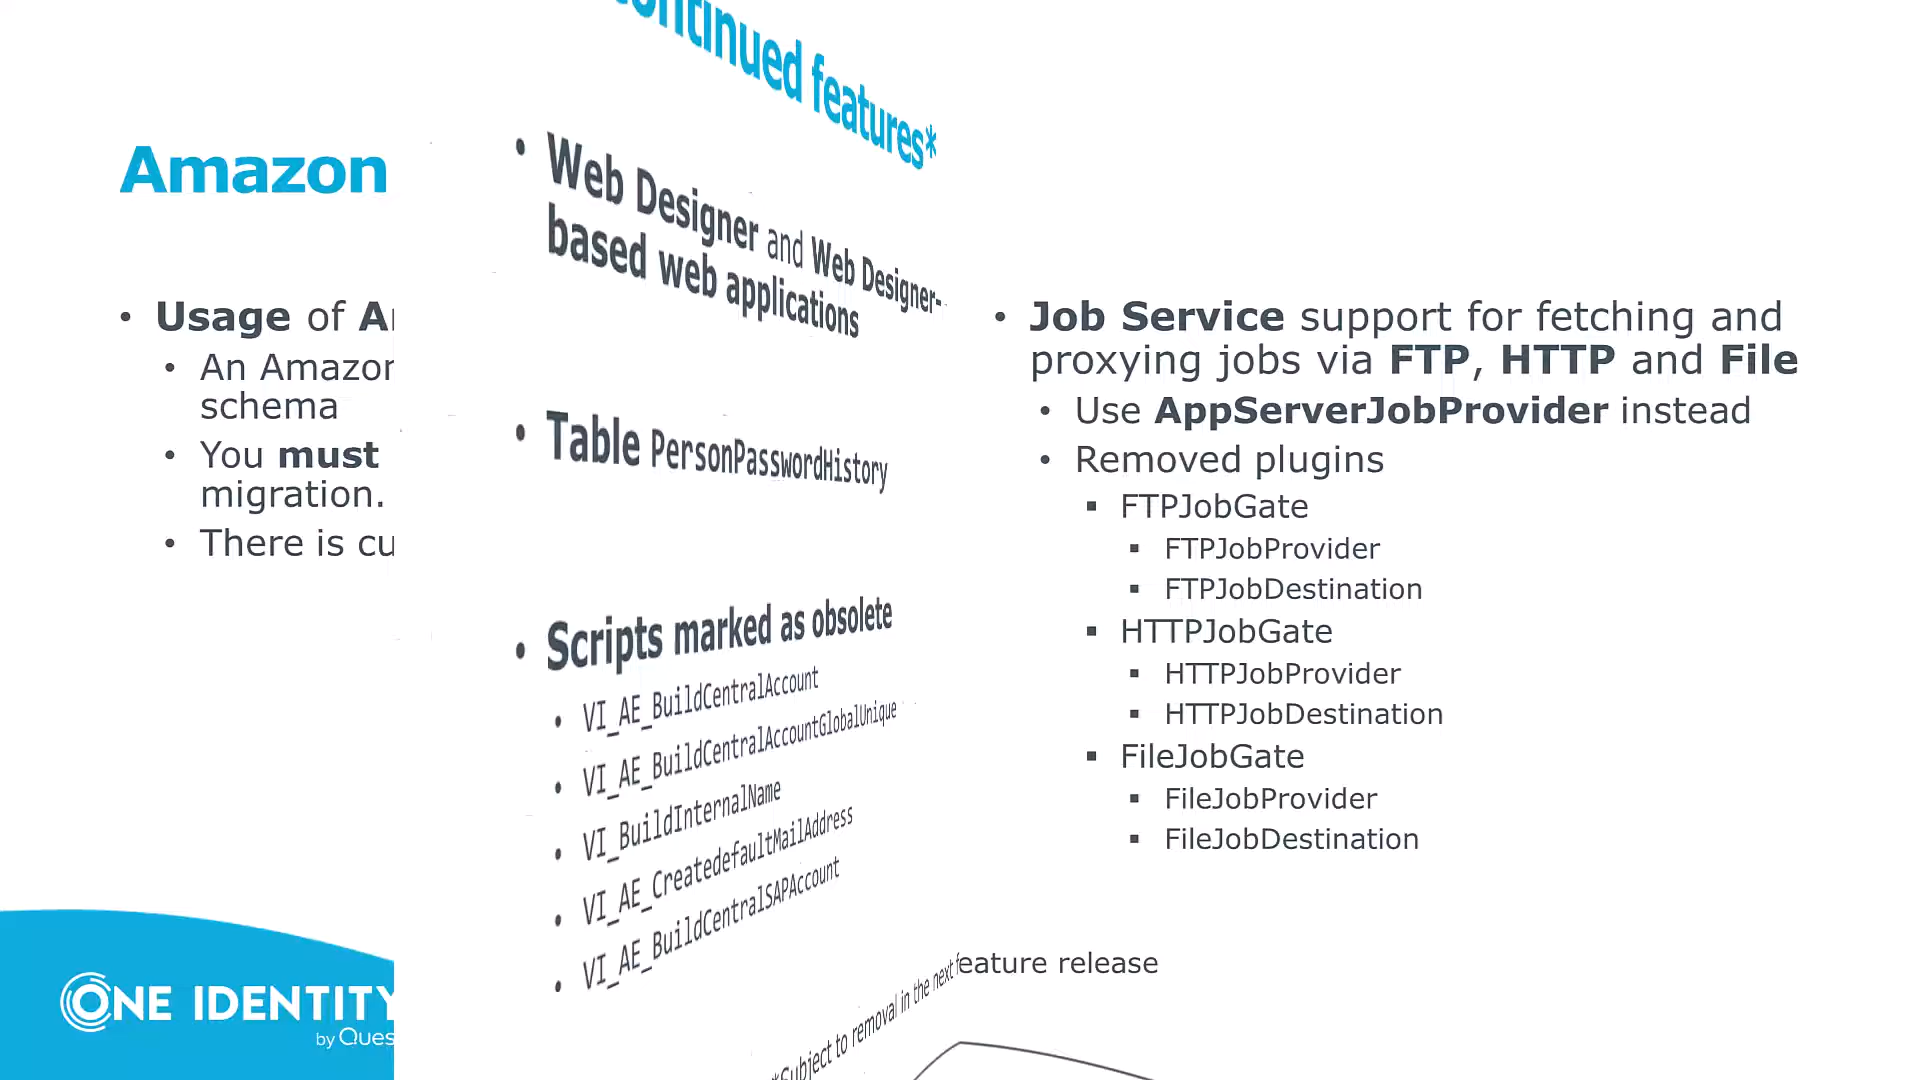 continued features*
Amazon
Usage of
An Amazon
schema
You must
migration.
There is
Web Designer and Web Designer-
based web applications
Table PersonPasswordHistory
Scripts marked as obsolete
VI_AE_BuildCentralAccount
VI_AE_BuildCentralAccountGlobalUnique
VI_BuildInternalName
VI_AE_CreatedefaultMailAddress
VI_AE_BuildCentralSAPAccount
Job Service support for fetching and
proxying jobs via FTP, HTTP and File
Use AppServerJobProvider instead
Removed plugins
FTPJobGate
FTPJobProvider
FTPJobDestination
HTTPJobGate
HTTPJobProvider
HTTPJobDestination
FileJobGate
FileJobProvider
FileJobDestination
*Subject to removal in the next feature release
ONE IDENTITY
by Ques